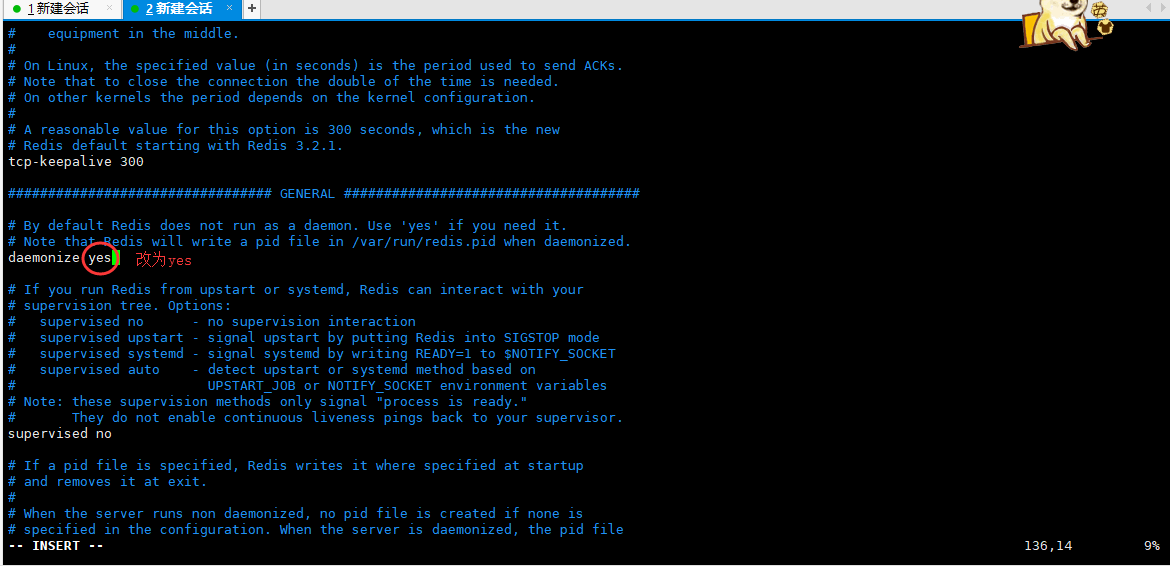 1 新建会话 × 2 新建会话 × +
#    equipment in the middle.
#
# On Linux, the specified value (in seconds) is the period used to send ACKs.
# Note that to close the connection the double of the time is needed.
# On other kernels the period depends on the kernel configuration.
#
# A reasonable value for this option is 300 seconds, which is the new
# Redis default starting with Redis 3.2.1.
tcp-keepalive 300
################################# GENERAL #####################################
# By default Redis does not run as a daemon. Use 'yes' if you need it.
# Note that Redis will write a pid file in /var/run/redis.pid when daemonized.
daemonize yes 改为yes
# If you run Redis from upstart or systemd, Redis can interact with your
# supervision tree. Options:
#   supervised no      - no supervision interaction
#   supervised upstart - signal upstart by putting Redis into SIGSTOP mode
#   supervised systemd - signal systemd by writing READY=1 to $NOTIFY_SOCKET
#   supervised auto    - detect upstart or systemd method based on
#                        UPSTART_JOB or NOTIFY_SOCKET environment variables
# Note: these supervision methods only signal "process is ready."
#       They do not enable continuous liveness pings back to your supervisor.
supervised no
# If a pid file is specified, Redis writes it where specified at startup
# and removes it at exit.
#
# When the server runs non daemonized, no pid file is created if none is
# specified in the configuration. When the server is daemonized, the pid file
-- INSERT -- 136,14 9%